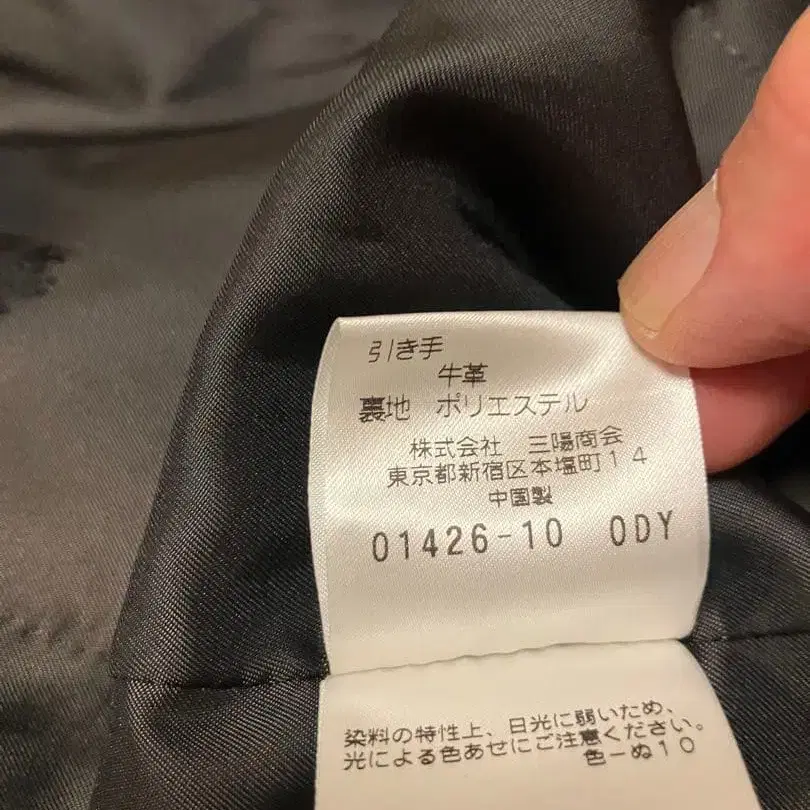 引き手
牛革
裏地 ポリエステル
株式会社 三陽商会
東京都新宿区本塩町14
中国製
01426-10 0DY
染料の特性上、日光に弱いため、
光による色あせにご注意ください。
色ーぬ10